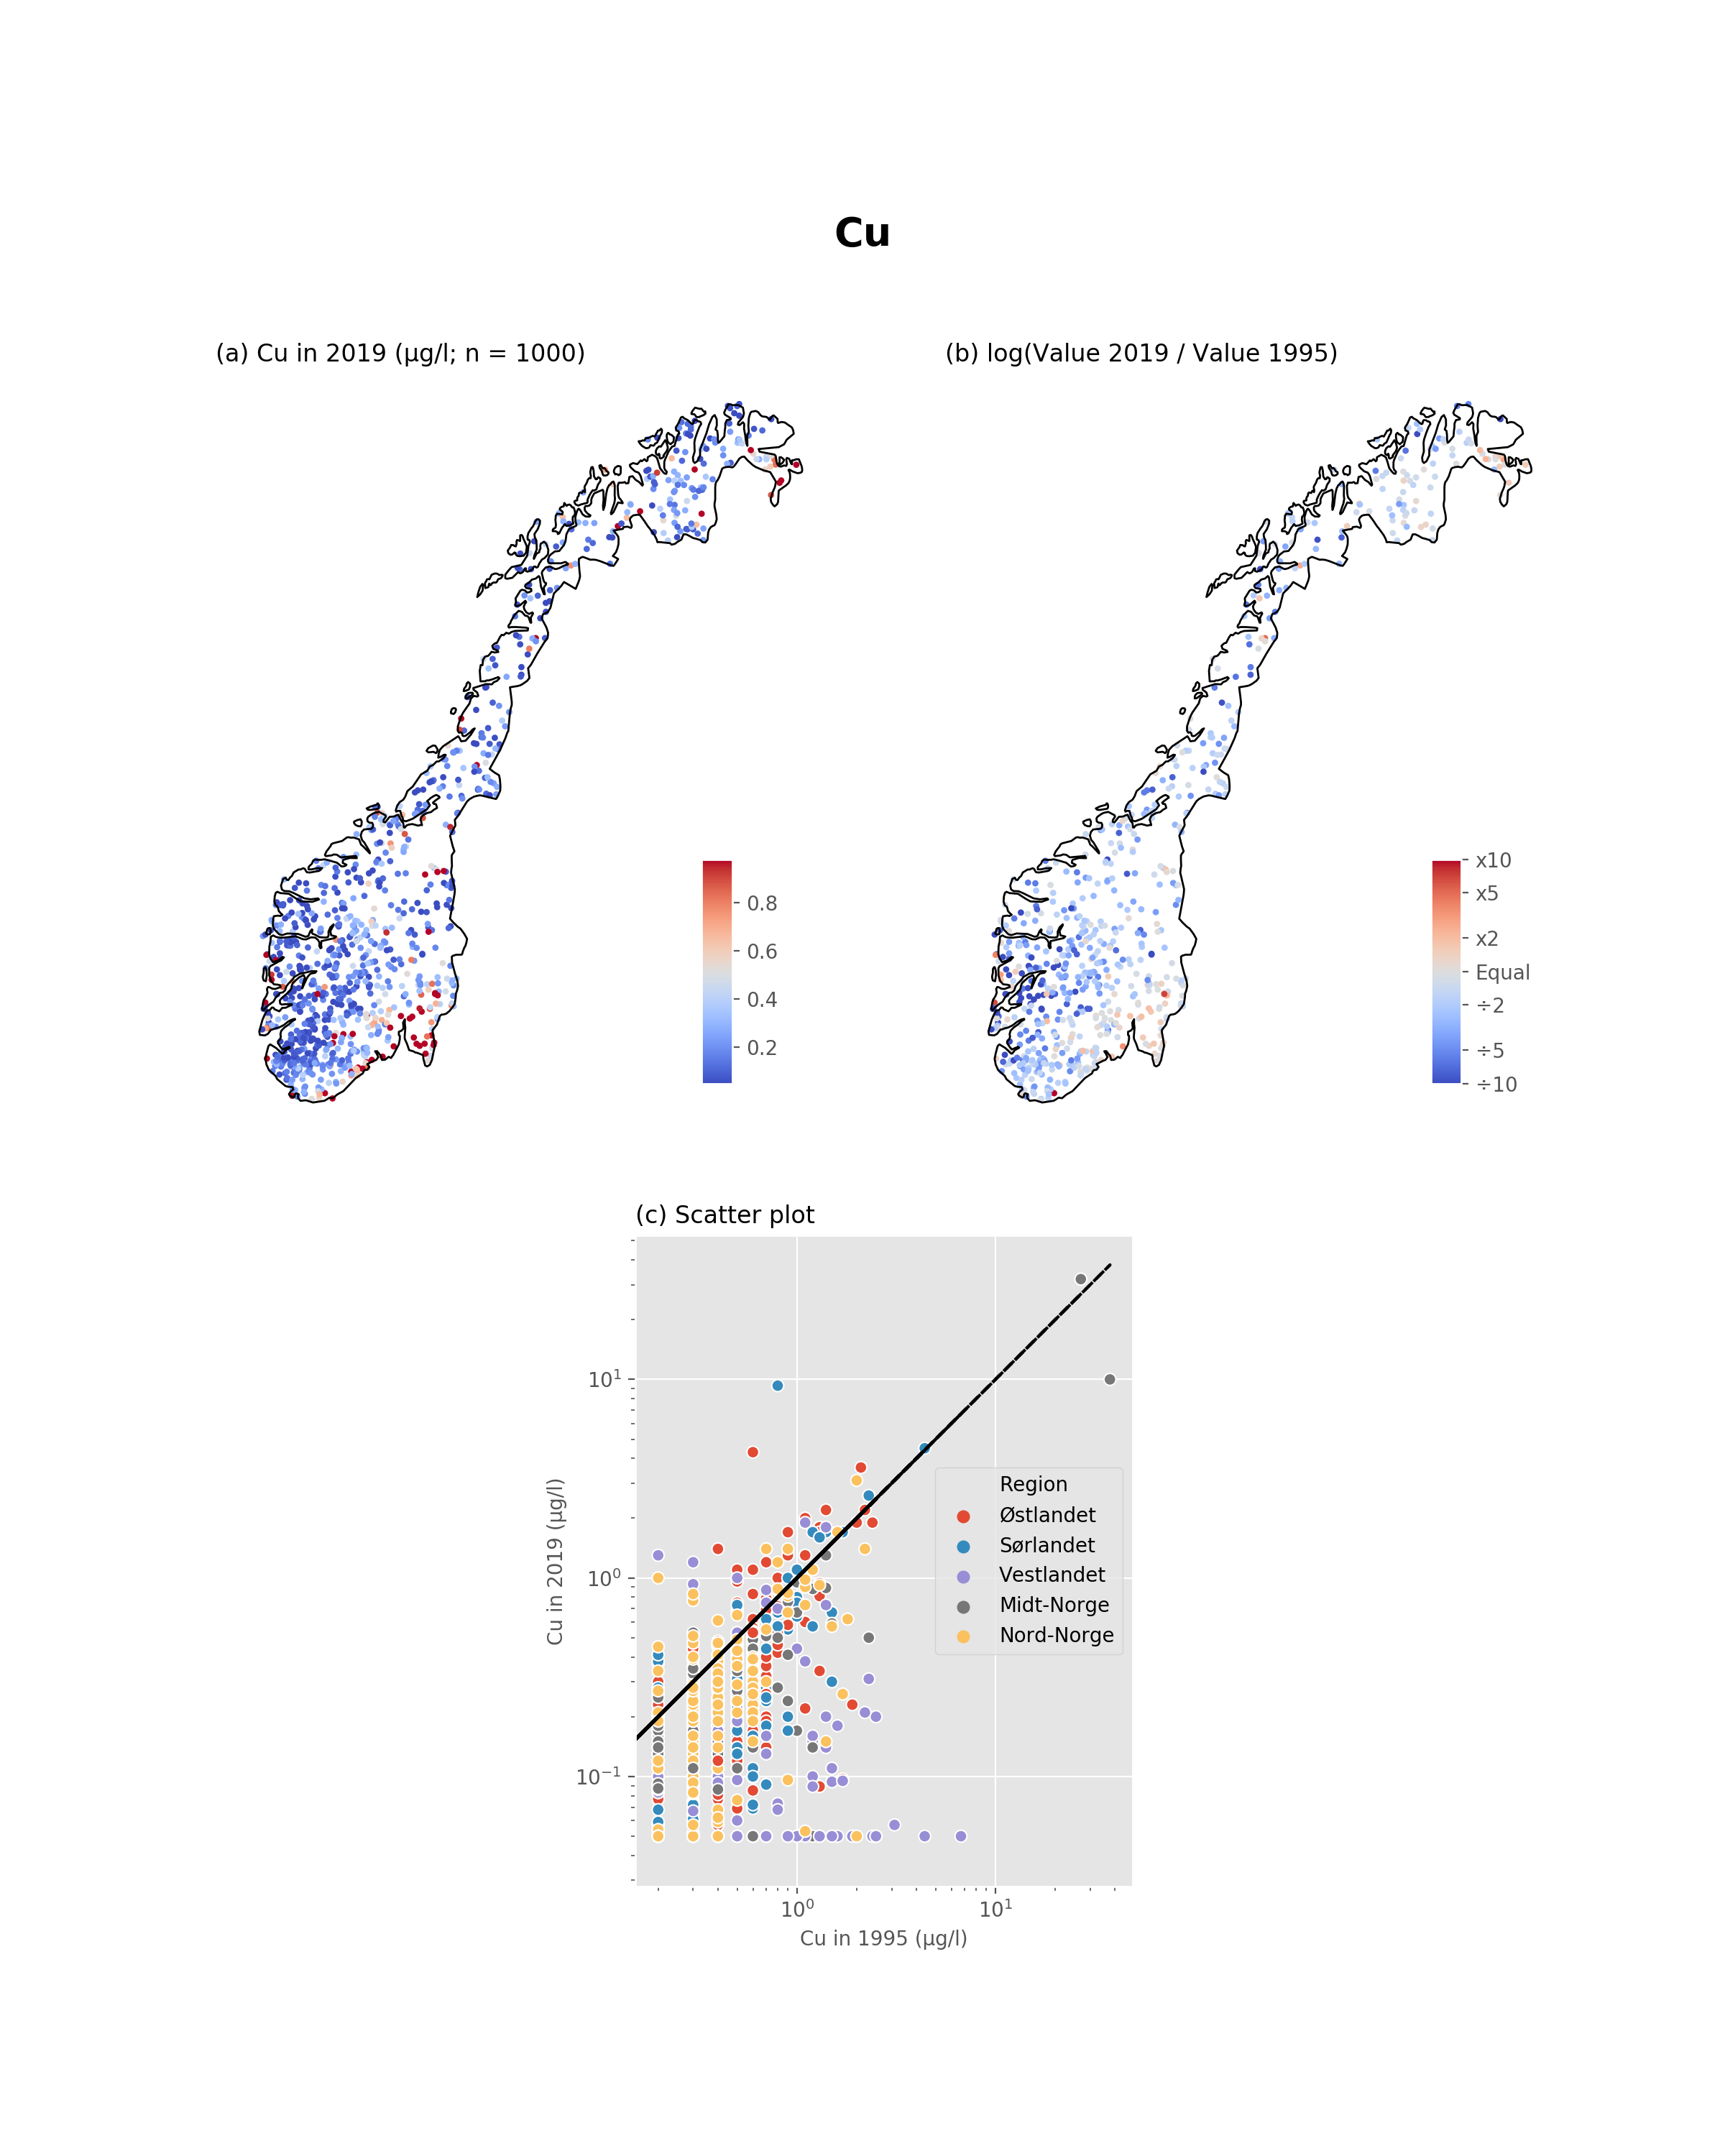 Cu
(a) Cu in 2019 (µg/l; n = 1000)
(b) log(Value 2019 / Value 1995)
0.8
0.6
0.4
0.2
x10
x5
x2
Equal
÷2
÷5
÷10
(c) Scatter plot
10¹
10⁰
10⁻¹
Cu in 2019 (µg/l)
Region
Østlandet
Sørlandet
Vestlandet
Midt-Norge
Nord-Norge
10⁰ 10¹
Cu in 1995 (µg/l)